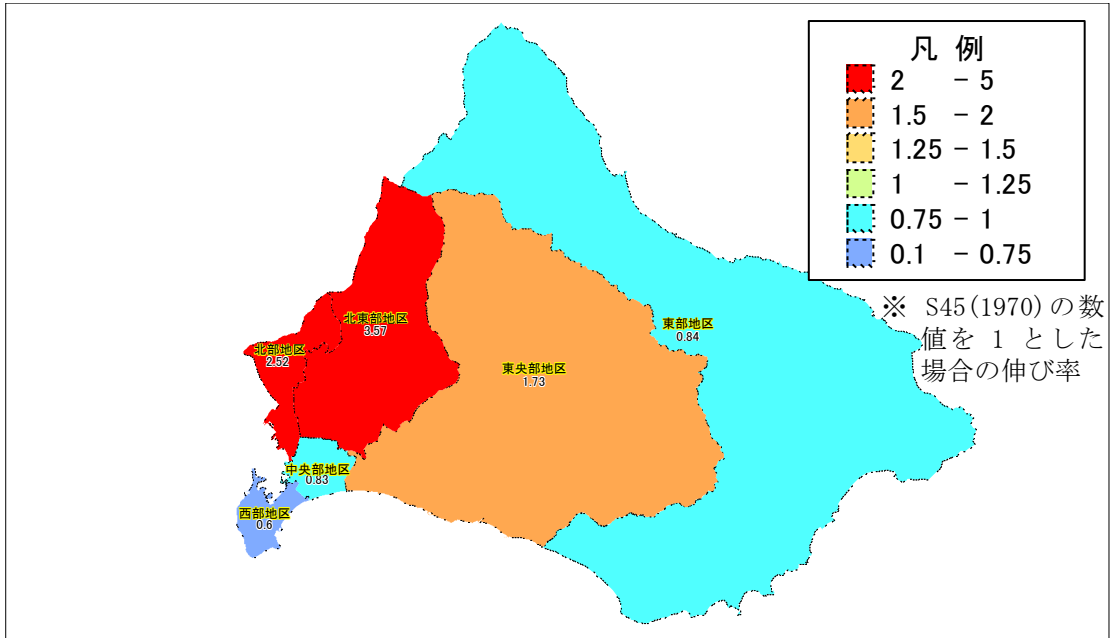 凡 例
2 - 5
1.5 - 2
1.25 - 1.5
1 - 1.25
0.75 - 1
0.1 - 0.75
※ S45(1970)の数
値を 1 とした
場合の伸び率
北東部地区
3.57
北部地区
2.52
東部地区
0.84
東央部地区
1.73
中央部地区
0.83
西部地区
0.6